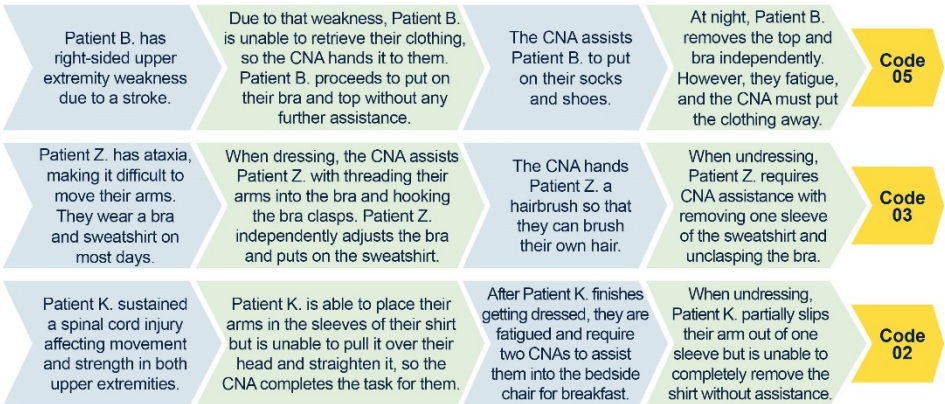 Patient B. has
right-sided upper
extremity weakness
due to a stroke.
Due to that weakness, Patient B.
is unable to retrieve their clothing,
so the CNA hands it to them.
Patient B. proceeds to put on
their bra and top without any
further assistance.
The CNA assists
Patient B. to put
on their socks
and shoes.
At night, Patient B.
removes the top and
bra independently.
However, they fatigue,
and the CNA must put
the clothing away.
Code
05
Patient Z. has ataxia,
making it difficult to
move their arms.
They wear a bra
and sweatshirt on
most days.
When dressing, the CNA assists
Patient Z. with threading their
arms into the bra and hooking
the bra clasps. Patient Z.
independently adjusts the bra
and puts on the sweatshirt.
The CNA hands
Patient Z. a
hairbrush so that
they can brush
their own hair.
When undressing,
Patient Z. requires
CNA assistance with
removing one sleeve
of the sweatshirt and
unclasping the bra.
Code
03
Patient K. sustained
a spinal cord injury
affecting movement
and strength in both
upper extremities.
Patient K. is able to place their
arms in the sleeves of their shirt
but is unable to pull it over their
head and straighten it, so the
CNA completes the task for them.
After Patient K. finishes
getting dressed, they are
fatigued and require
two CNAs to assist
them into the bedside
chair for breakfast.
When undressing,
Patient K. partially slips
their arm out of one
sleeve but is unable to
completely remove the
shirt without assistance.
Code
02